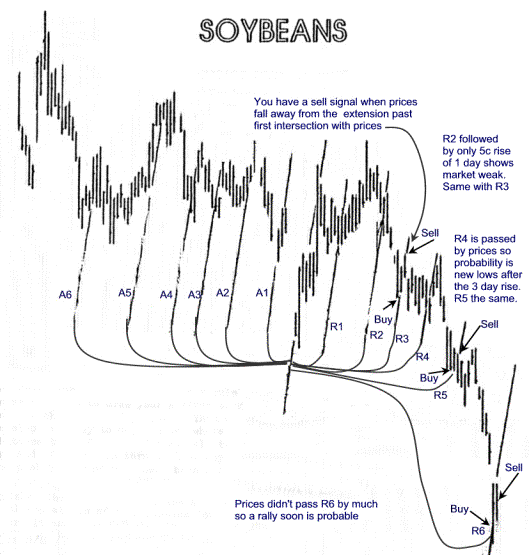 SOYBEANS
You have a sell signal when prices
fall away from the extension past
first intersection with prices
R2 followed
by only 5c rise
of 1 day shows
market weak.
Same with R3
Sell
R4 is passed
by prices so
probability is
new lows after
the 3 day rise.
R5 the same.
A6
A5
A4
A3
A2
A1
R1
R2
R3
R4
Buy
Sell
Buy
R5
Sell
Buy
R6
Prices didn't pass R6 by much
so a rally soon is probable